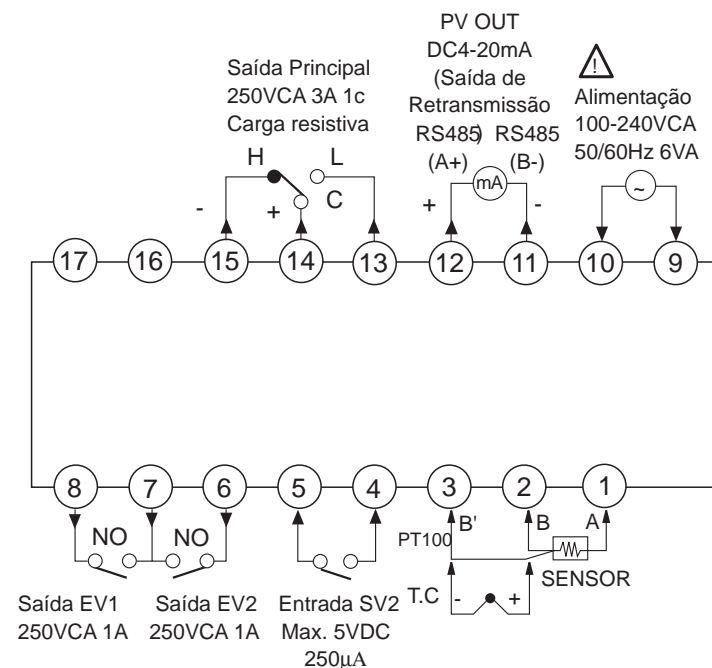 PV OUT
DC4-20mA
(Saída de
Retransmissão
RS485) RS485
(A+) (B-)
Saída Principal
250VCA 3A 1c
Carga resistiva
Alimentação
100-240VCA
50/60Hz 6VA
!
H L
C
- +
mA
+ -
~
17 16 15 14 13 12 11 10 9
8 7 6 5 4 3 2 1
NO NO
PT100 B' B A
SENSOR
T.C - +
Saída EV1
250VCA 1A
Saída EV2
250VCA 1A
Entrada SV2
Max. 5VDC
250µA